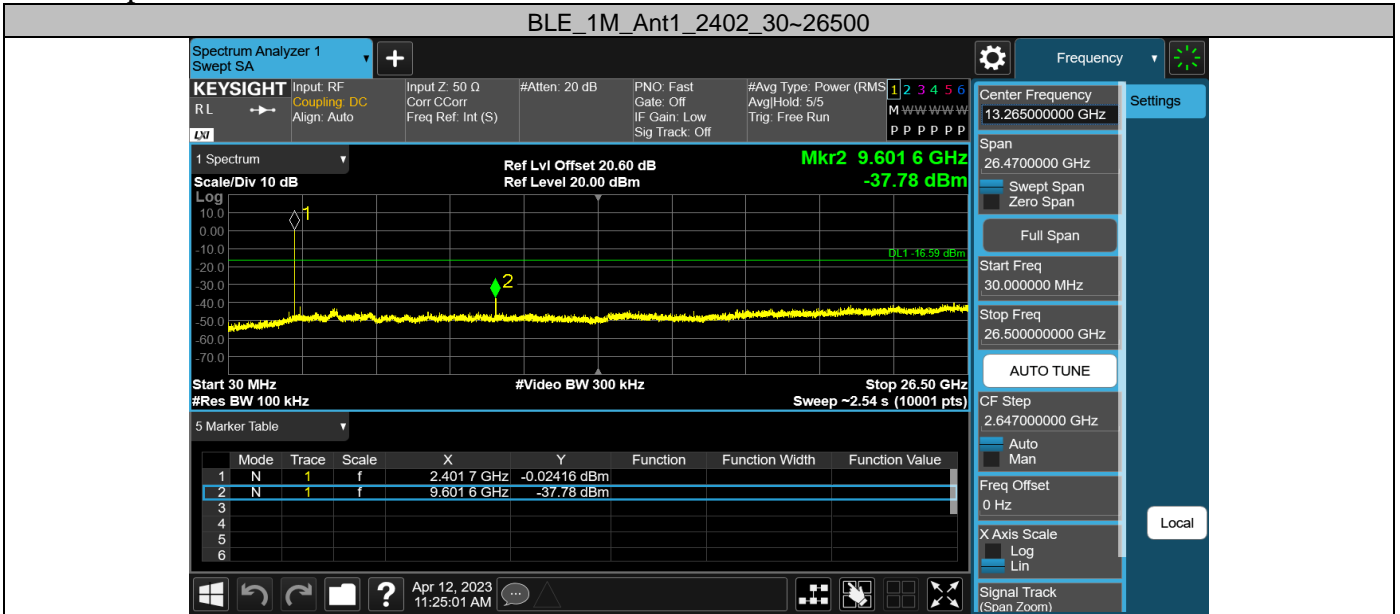 BLE_1M_Ant1_2402_30~26500
Spectrum Analyzer 1
Swept SA
+
Frequency
KEYSIGHT
RL
LXI
Input: RF
Coupling: DC
Align: Auto
Input Z: 50 Ω
Corr CCorr
Freq Ref: Int (S)
#Atten: 20 dB
PNO: Fast
Gate: Off
IF Gain: Low
Sig Track: Off
#Avg Type: Power (RMS
Avg|Hold: 5/5
Trig: Free Run
1 2 3 4 5 6
M W W W W W
P P P P P P
1 Spectrum
Scale/Div 10 dB
Ref Lvl Offset 20.60 dB
Ref Level 20.00 dBm
Mkr2 9.601 6 GHz
-37.78 dBm
Log
10.0
0.00
-10.0
-20.0
-30.0
-40.0
-50.0
-60.0
-70.0
1
2
DL1 -16.59 dBm
Start 30 MHz
#Video BW 300 kHz
Stop 26.50 GHz
#Res BW 100 kHz
Sweep ~2.54 s (10001 pts)
5 Marker Table
Mode Trace Scale X Y Function Function Width Function Value
1 N 1 f 2.401 7 GHz -0.02416 dBm
2 N 1 f 9.601 6 GHz -37.78 dBm
3
4
5
6
?
Apr 12, 2023
11:25:01 AM
Center Frequency
13.265000000 GHz
Settings
Span
26.4700000 GHz
Swept Span
Zero Span
Full Span
Start Freq
30.000000 MHz
Stop Freq
26.500000000 GHz
AUTO TUNE
CF Step
2.647000000 GHz
Auto
Man
Freq Offset
0 Hz
Local
X Axis Scale
Log
Lin
Signal Track
(Span Zoom)